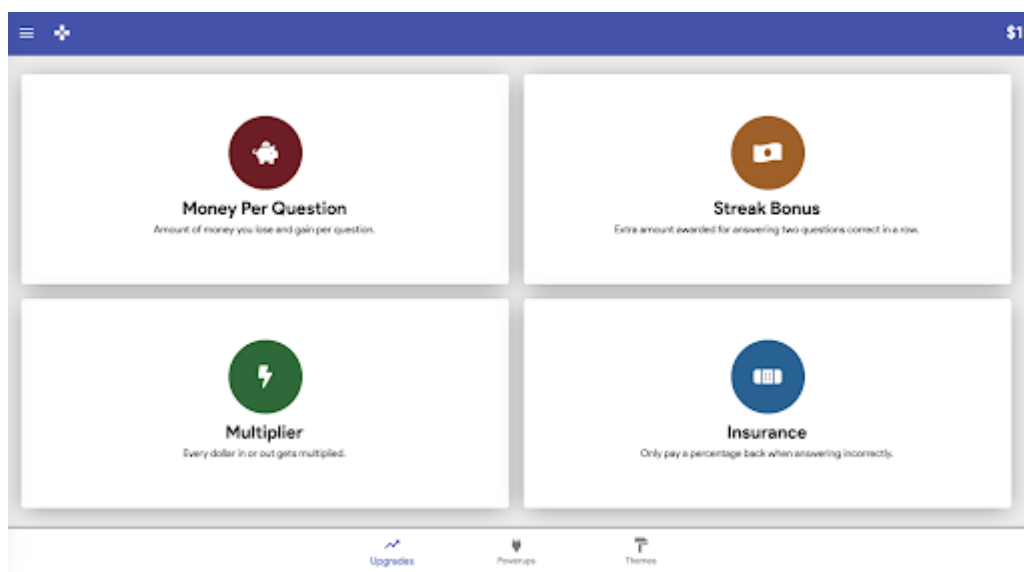 $1
Money Per Question
Amount of money you lose and gain per question.
Streak Bonus
Extra amount awarded for answering two questions correct in a row.
Multiplier
Every dollar in or out gets multiplied.
Insurance
Only pay a percentage back when answering incorrectly.
Upgrades
Powerups
Themes